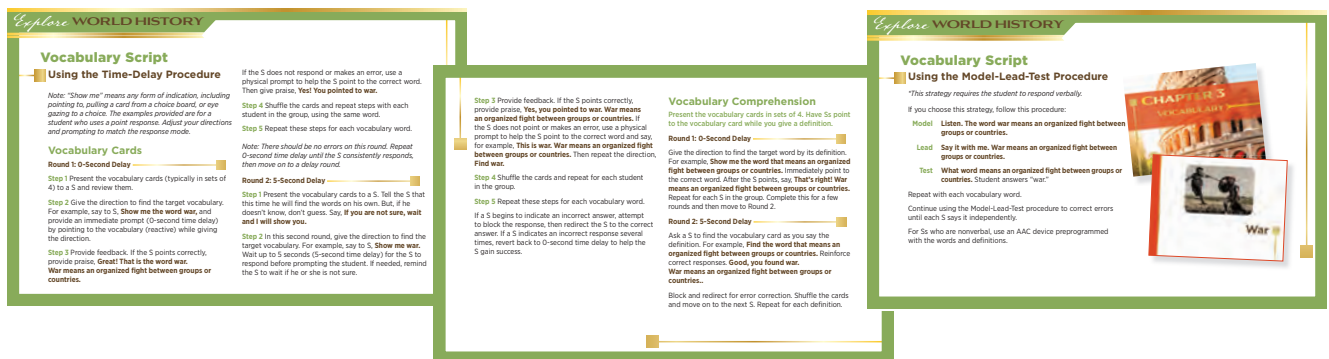 Explore WORLD HISTORY
Vocabulary Script
Using the Time-Delay Procedure
Note: "Show me" means any form of indication, including
pointing to, pulling a card from a choice board, or eye
gazing to a choice. The examples provided are for a
student who uses a point response. Adjust your directions
and prompting to match the response mode.
Vocabulary Cards
Round 1: 0-Second Delay
Step 1 Present the vocabulary cards (typically in sets of
4) to a S and review them.
Step 2 Give the direction to find the target vocabulary.
For example, say to S, Show me the word war, and
provide an immediate prompt (0-second time delay)
by pointing to the vocabulary (reactive) while giving
the direction.
Step 3 Provide feedback. If the S points correctly,
provide praise, Great! That is the word war.
War means an organized fight between groups or
countries.
If the S does not respond or makes an error, use a
physical prompt to help the S point to the correct word.
Then give praise, Yes! You pointed to war.
Step 4 Shuffle the cards and repeat steps with each
student in the group, using the same word.
Step 5 Repeat these steps for each vocabulary word.
Note: There should be no errors on this round. Repeat
0-second time delay until the S consistently responds,
then move on to a delay round.
Round 2: 5-Second Delay
Step 1 Present the vocabulary cards to a S. Tell the S that
this time he will find the words on his own. But, if he
doesn't know, don't guess. Say, If you are not sure, wait
and I will show you.
Step 2 In this second round, give the direction to find the
target vocabulary. For example, say to S, Show me war.
Wait up to 5 seconds (5-second time delay) for the S to
respond before prompting the student. If needed, remind
the S to wait if he or she is not sure.
Step 3 Provide feedback. If the S points correctly,
provide praise, Yes, you pointed to war. War means
an organized fight between groups or countries. If
the S does not point or makes an error, use a physical
prompt to help the S point to the correct word and say,
for example, This is war. War means an organized fight
between groups or countries. Then repeat the direction,
Find war.
Step 4 Shuffle the cards and repeat for each student
in the group.
Step 5 Repeat these steps for each vocabulary word.
If a S begins to indicate an incorrect answer, attempt
to block the response, then redirect the S to the correct
answer. If a S indicates an incorrect response several
times, revert back to 0-second time delay to help the
S gain success.
Vocabulary Comprehension
Present the vocabulary cards in sets of 4. Have Ss point
to the vocabulary card while you give a definition.
Round 1: 0-Second Delay
Give the direction to find the target word by its definition.
For example, Show me the word that means an organized
fight between groups or countries. Immediately point to
the correct word. After the S points, say, That's right! War
means an organized fight between groups or countries.
Repeat for each S in the group. Complete this for a few
rounds and then move to Round 2.
Round 2: 5-Second Delay
Ask a S to find the vocabulary card as you say the
definition. For example, Find the word that means an
organized fight between groups or countries. Reinforce
correct responses. Good, you found war.
War means an organized fight between groups or
countries..
Block and redirect for error correction. Shuffle the cards
and move on to the next S. Repeat for each definition.
Explore WORLD HISTORY
Vocabulary Script
Using the Model-Lead-Test Procedure
*This strategy requires the student to respond verbally.
If you choose this strategy, follow this procedure:
Model Listen. The word war means an organized fight between
groups or countries.
Lead Say it with me. War means an organized fight between
groups or countries.
Test What word means an organized fight between groups or
countries. Student answers "war."
Repeat with each vocabulary word.
Continue using the Model-Lead-Test procedure to correct errors
until each S says it independently.
For Ss who are nonverbal, use an AAC device preprogrammed
with the words and definitions.
CHAPTER 3
VOCABULARY
War